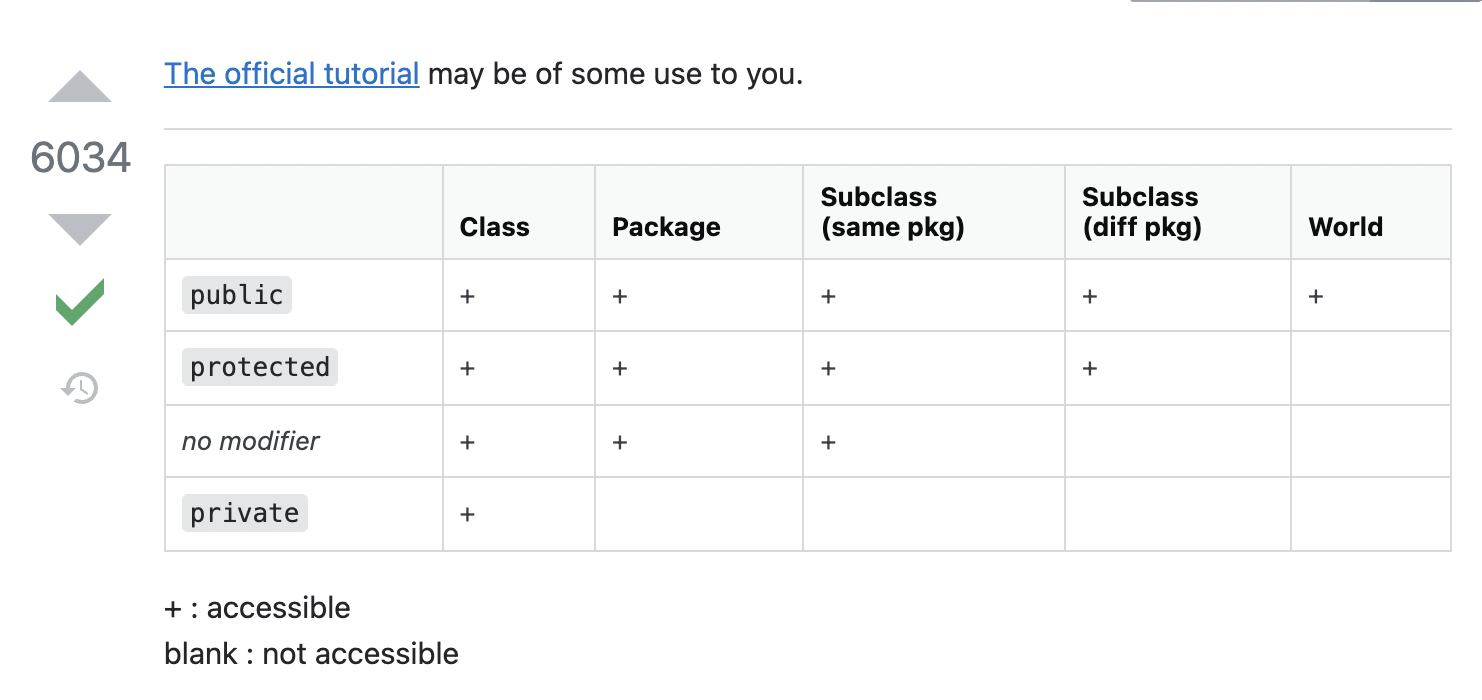 The official tutorial may be of some use to you.
6034
Class Package Subclass (same pkg) Subclass (diff pkg) World
public + + + + +
protected + + + +
no modifier + + +
private +
+ : accessible
blank : not accessible